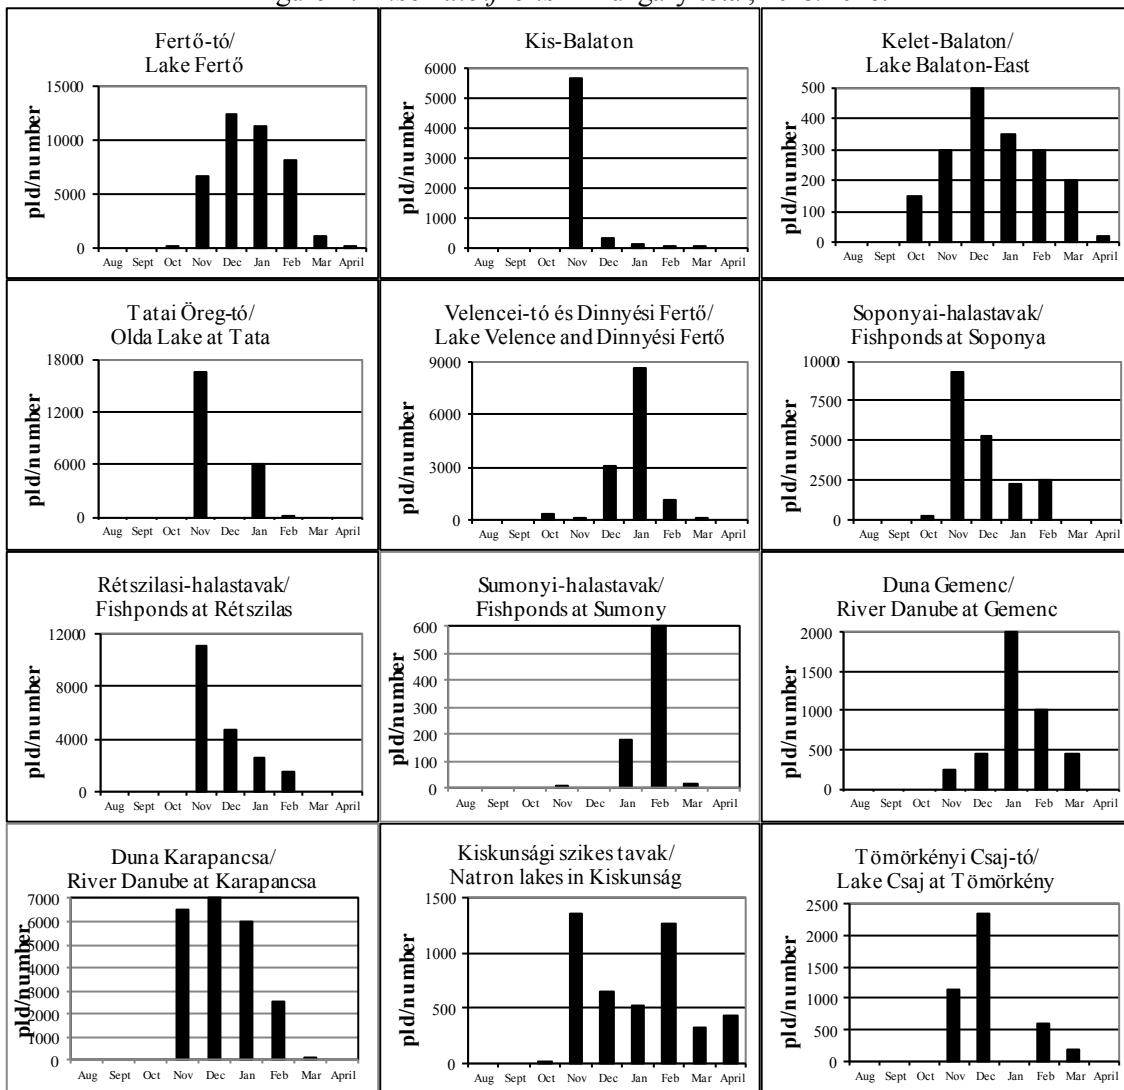 Fertő-tó/
Lake Fertő
pld/number
15000
10000
5000
0
Aug Sept Oct Nov Dec Jan Feb Mar April
Kis-Balaton
6000
5000
4000
3000
2000
1000
0
Aug Sept Oct Nov Dec Jan Feb Mar April
Kelet-Balaton/
Lake Balaton-East
pld/number
500
400
300
200
100
0
Aug Sept Oct Nov Dec Jan Feb Mar April
Tatai Öreg-tó/
Olda Lake at Tata
pld/number
18000
12000
6000
0
Aug Sept Oct Nov Dec Jan Feb Mar April
Velencei-tó és Dinnyési Fertő/
Lake Velence and Dinnyési Fertő
pld/number
9000
6000
3000
0
Aug Sept Oct Nov Dec Jan Feb Mar April
Soponyai-halastavak/
Fishponds at Soponya
pld/number
10000
7500
5000
2500
0
Aug Sept Oct Nov Dec Jan Feb Mar April
Rétszilasi-halastavak/
Fishponds at Rétszilas
pld/number
12000
8000
4000
0
Aug Sept Oct Nov Dec Jan Feb Mar April
Sumonyi-halastavak/
Fishponds at Sumony
pld/number
600
500
400
300
200
100
0
Aug Sept Oct Nov Dec Jan Feb Mar April
Duna Gemenc/
River Danube at Gemenc
pld/number
2000
1500
1000
500
0
Aug Sept Oct Nov Dec Jan Feb Mar April
Duna Karapancsa/
River Danube at Karapancsa
pld/number
7000
6000
5000
4000
3000
2000
1000
0
Aug Sept Oct Nov Dec Jan Feb Mar April
Kiskunsági szikes tavak/
Natron lakes in Kiskunság
pld/number
1500
1000
500
0
Aug Sept Oct Nov Dec Jan Feb Mar April
Tömörkényi Csaj-tó/
Lake Csaj at Tömörkény
pld/number
2500
2000
1500
1000
500
0
Aug Sept Oct Nov Dec Jan Feb Mar April